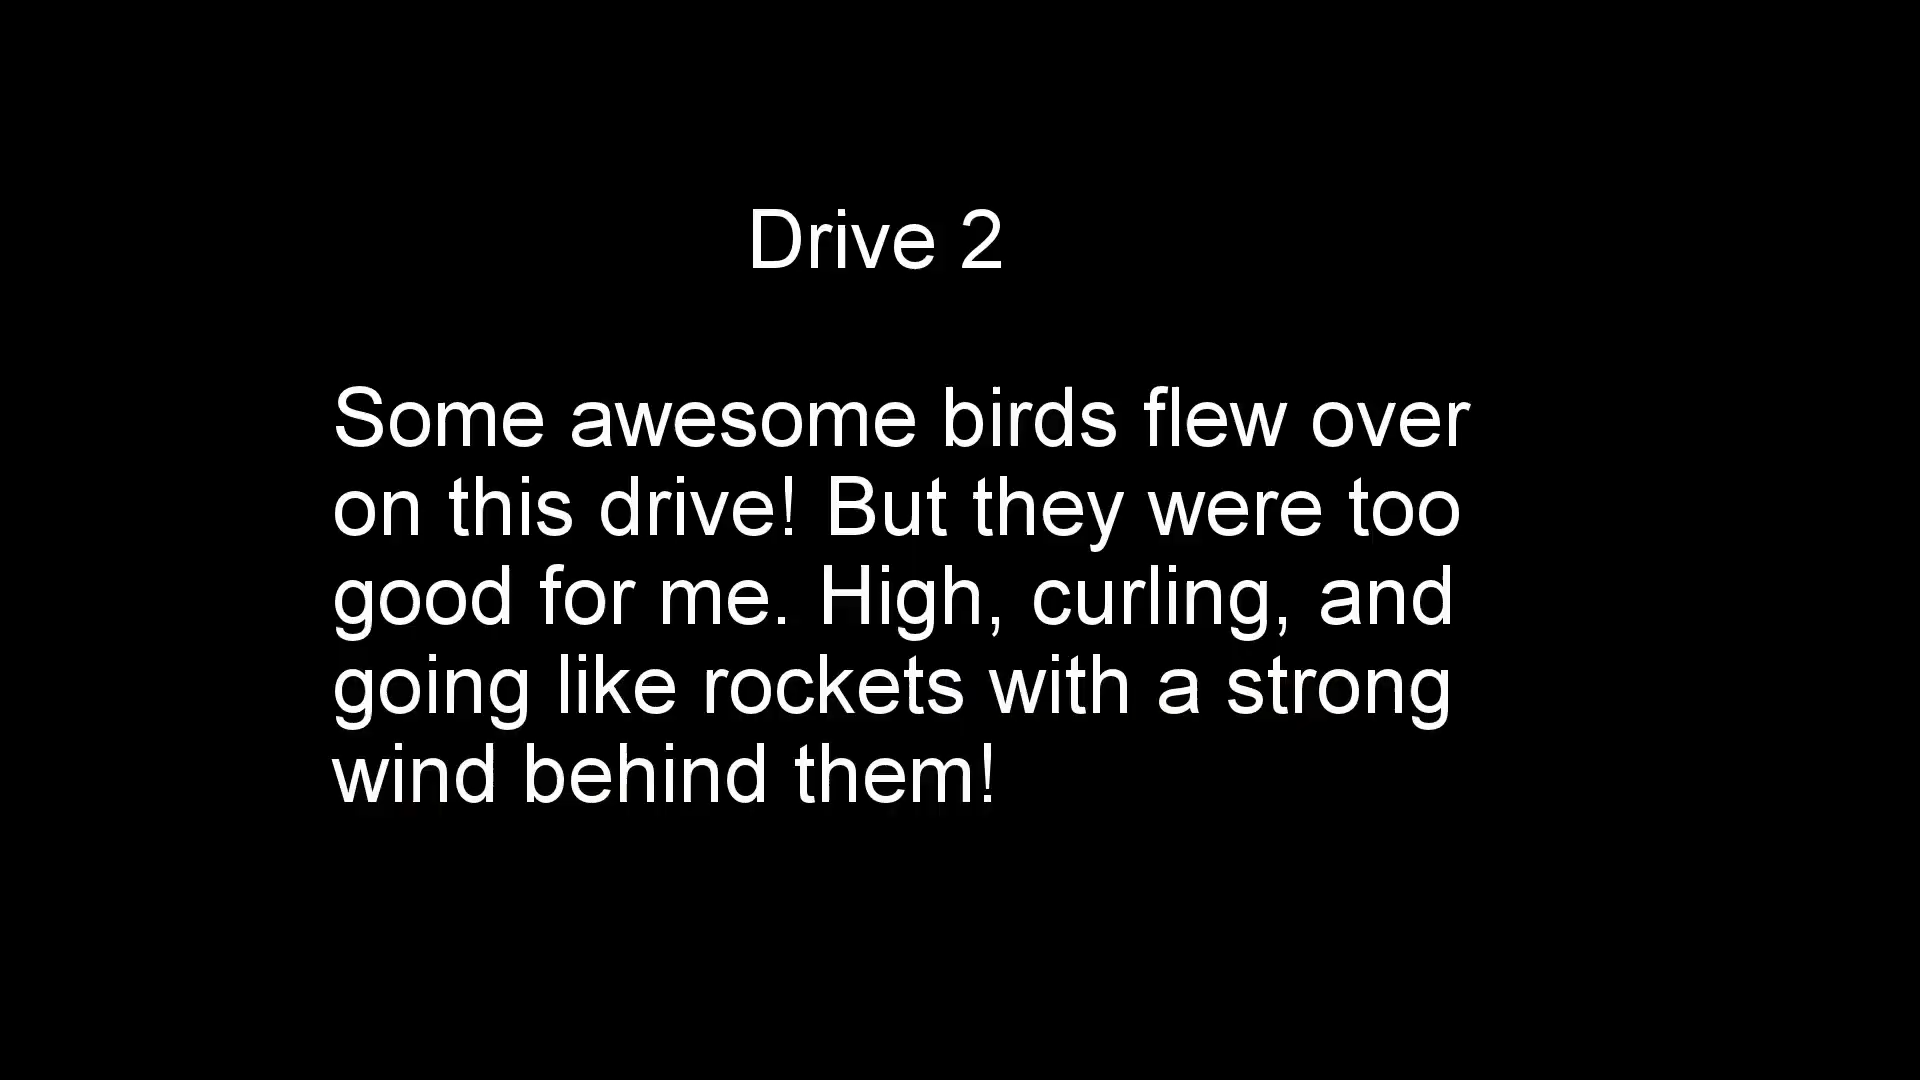 Drive 2
Some awesome birds flew over
on this drive! But they were too
good for me. High, curling, and
going like rockets with a strong
wind behind them!